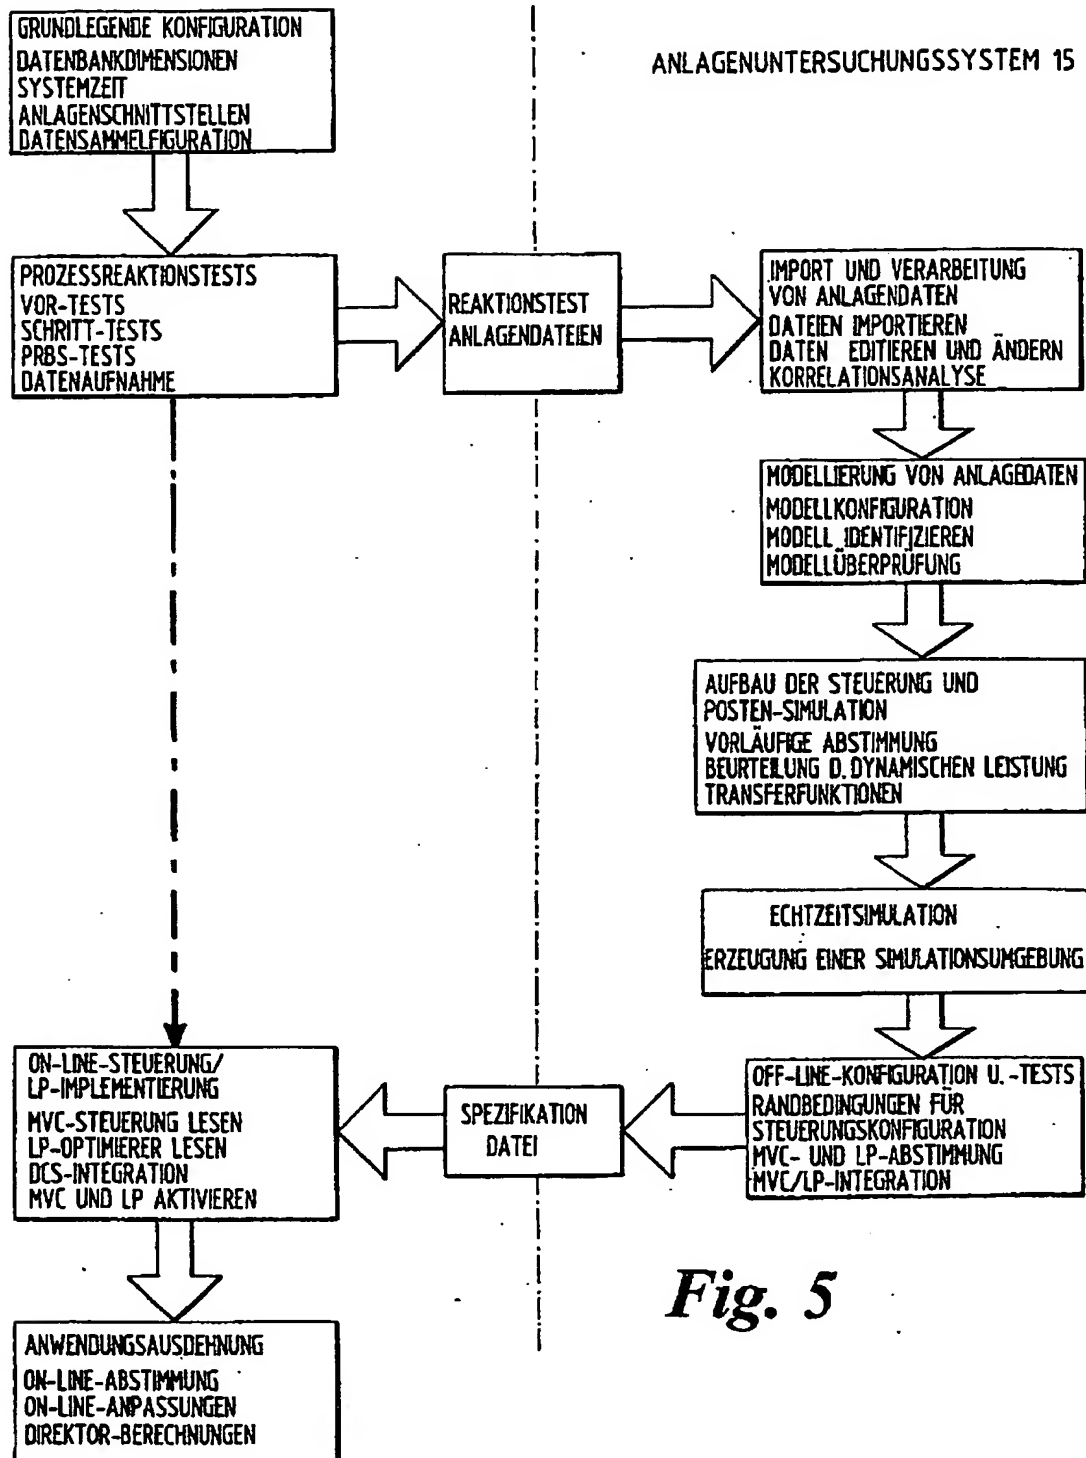 GRUNDLEGENDE KONFIGURATION
DATENBANKDIMENSIONEN
SYSTEMZEIT
ANLAGENSCHNITTSTELLEN
DATENSAMMELFIGURATION
ANLAGENUNTERSUCHUNGSSYSTEM 15
PROZESSREAKTIONSTESTS
VOR-TESTS
SCHRITT-TESTS
PRBS-TESTS
DATENAUFNAHME
REAKTIONSTEST
ANLAGENDATEIEN
IMPORT UND VERARBEITUNG
VON ANLAGENDATEN
DATEIEN IMPORTIEREN
DATEN EDITIEREN UND ÄNDERN
KORRELATIONSANALYSE
MODELLIERUNG VON ANLAGEDATEN
MODELLKONFIGURATION
MODELL IDENTIFIZIEREN
MODELLÜBERPRÜFUNG
AUFBAU DER STEUERUNG UND
POSTEN-SIMULATION
VORLÄUFIGE ABSTIMMUNG
BEURTEILUNG D. DYNAMISCHEN LEISTUNG
TRANSFERFUNKTIONEN
ECHTZEITSIMULATION
ERZEUGUNG EINER SIMULATIONSUMGEBUNG
OFF-LINE-KONFIGURATION U.-TESTS
RANDBEDINGUNGEN FÜR
STEUERUNGSKONFIGURATION
MVC- UND LP-ABSTIMMUNG
MVC/LP-INTEGRATION
SPEZIFIKATION
DATEI
ON-LINE-STEUERUNG/
LP-IMPLEMENTIERUNG
MVC-STEUERUNG LESEN
LP-OPTIMIERER LESEN
DCS-INTEGRATION
MVC UND LP AKTIVIEREN
ANWENDUNGSAUSDEHNUNG
ON-LINE-ABSTIMMUNG
ON-LINE-ANPASSUNGEN
DIREKTOR-BERECHNUNGEN
Fig. 5